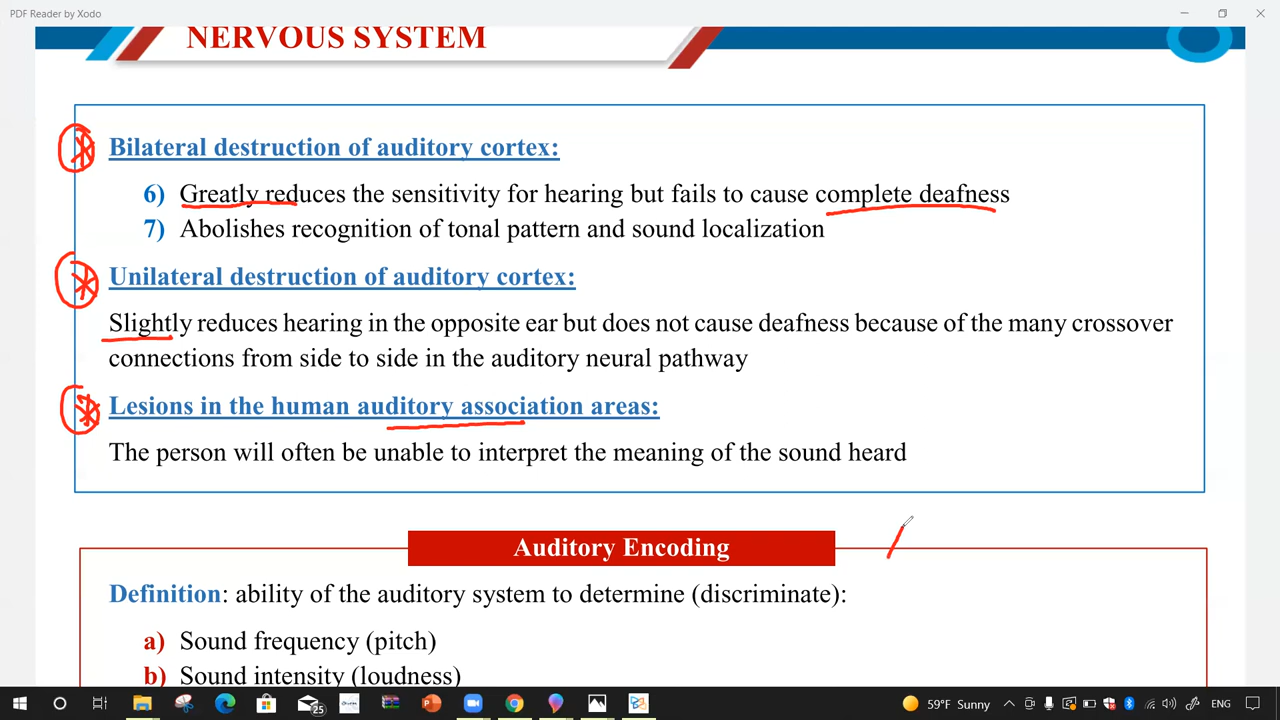 PDF Reader by Xodo
NERVOUS SYSTEM
Bilateral destruction of auditory cortex:
6) Greatly reduces the sensitivity for hearing but fails to cause complete deafness
7) Abolishes recognition of tonal pattern and sound localization
Unilateral destruction of auditory cortex:
Slightly reduces hearing in the opposite ear but does not cause deafness because of the many crossover
connections from side to side in the auditory neural pathway
Lesions in the human auditory association areas:
The person will often be unable to interpret the meaning of the sound heard
Auditory Encoding
Definition: ability of the auditory system to determine (discriminate):
a) Sound frequency (pitch)
b) Sound intensity (loudness)
25
59°F Sunny
ENG